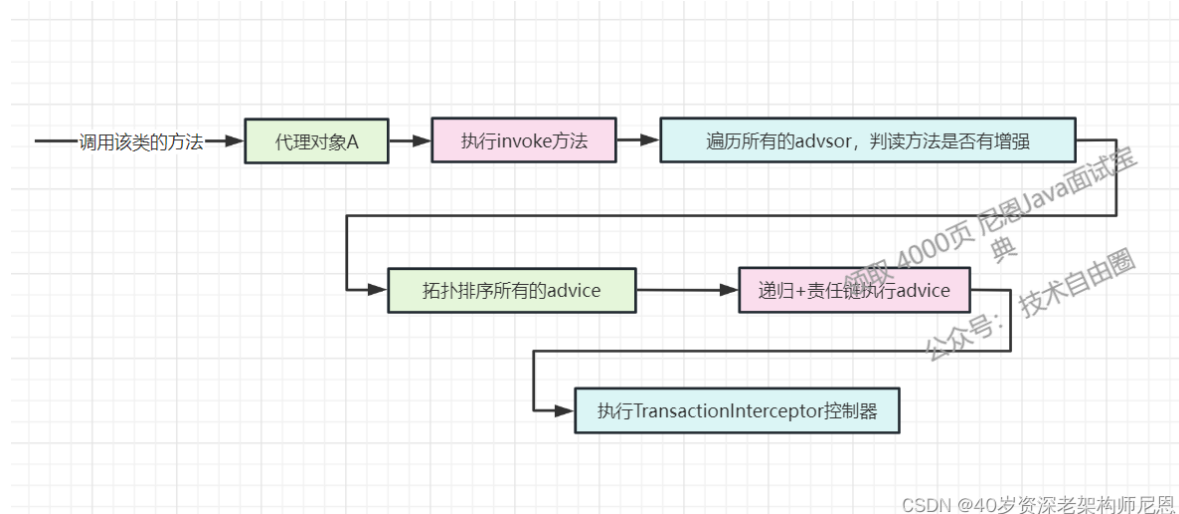 调用该类的方法
代理对象A
执行invoke方法
遍历所有的advsor，判读方法是否有增强
拓扑排序所有的advice
递归+责任链执行advice
执行TransactionInterceptor控制器
领取 4000页 尼恩Java面试宝
典
公众号： 技术自由圈
CSDN @40岁资深老架构师尼恩